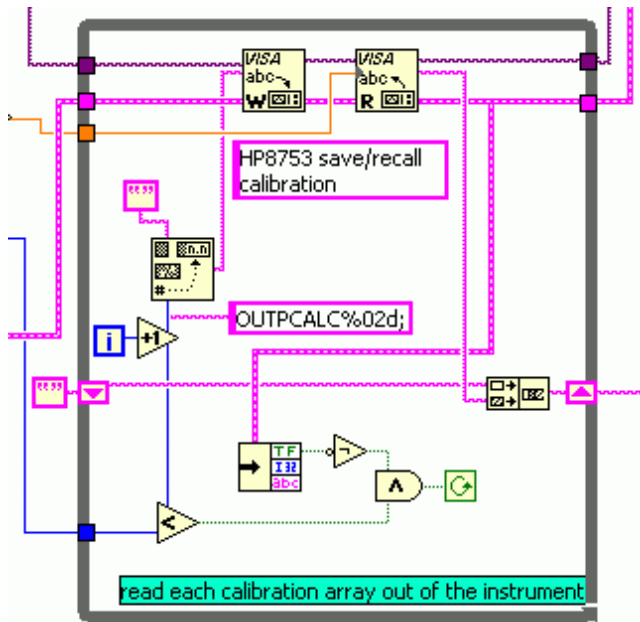 VISA
abc
W
VISA
abc
R
HP8753 save/recall
calibration
n.n
#
OUTPCALC%02d;
i
+1
TF
I32
abc
<
read each calibration array out of the instrument